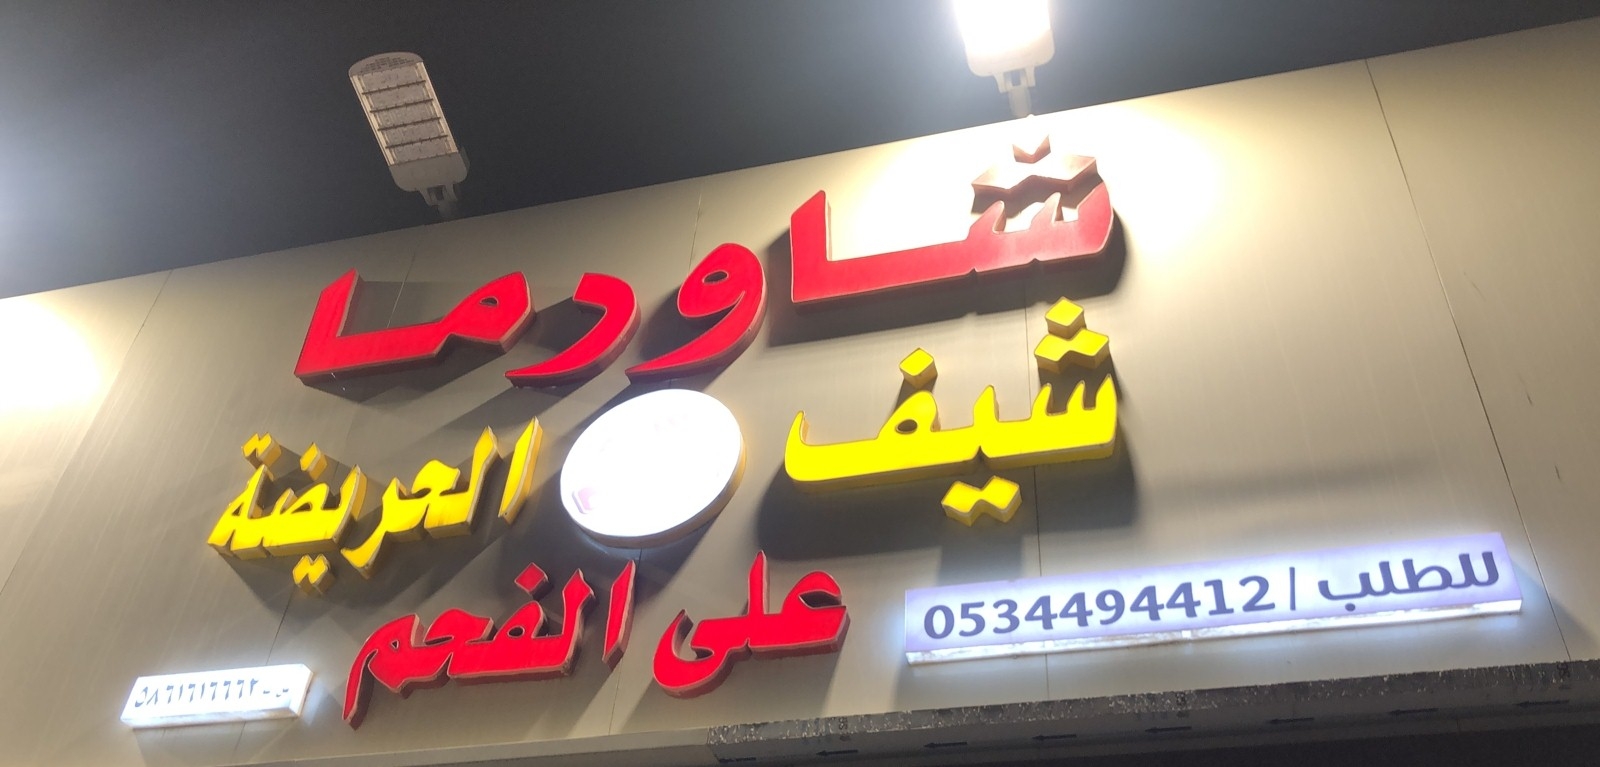 شاورما
شيف العريضة
على الفحم
للطلب / 0534494412